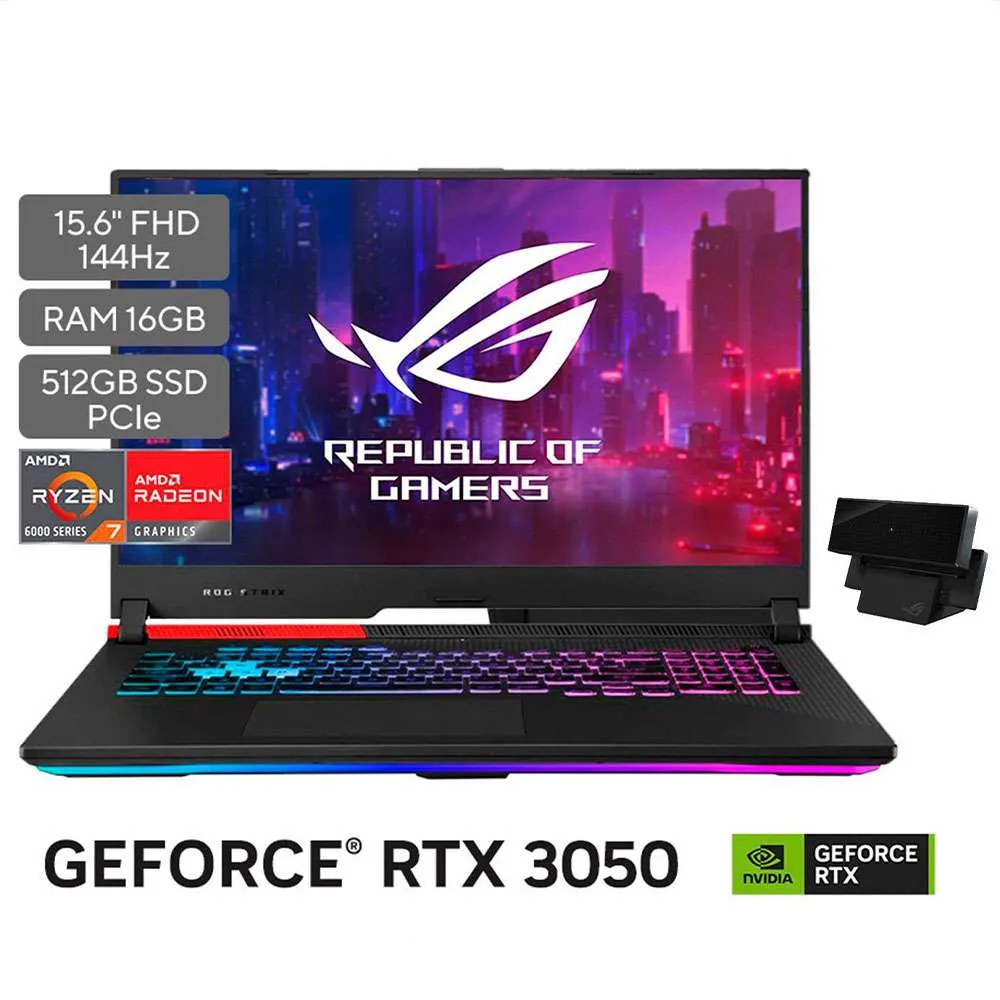 15.6" FHD
144Hz
RAM 16GB
512GB SSD
PCIe
AMD
RYZEN
6000 SERIES 7
AMD
RADEON
GRAPHICS
REPUBLIC OF
GAMERS
ROG STRIX
GEFORCE® RTX 3050
NVIDIA
GEFORCE
RTX